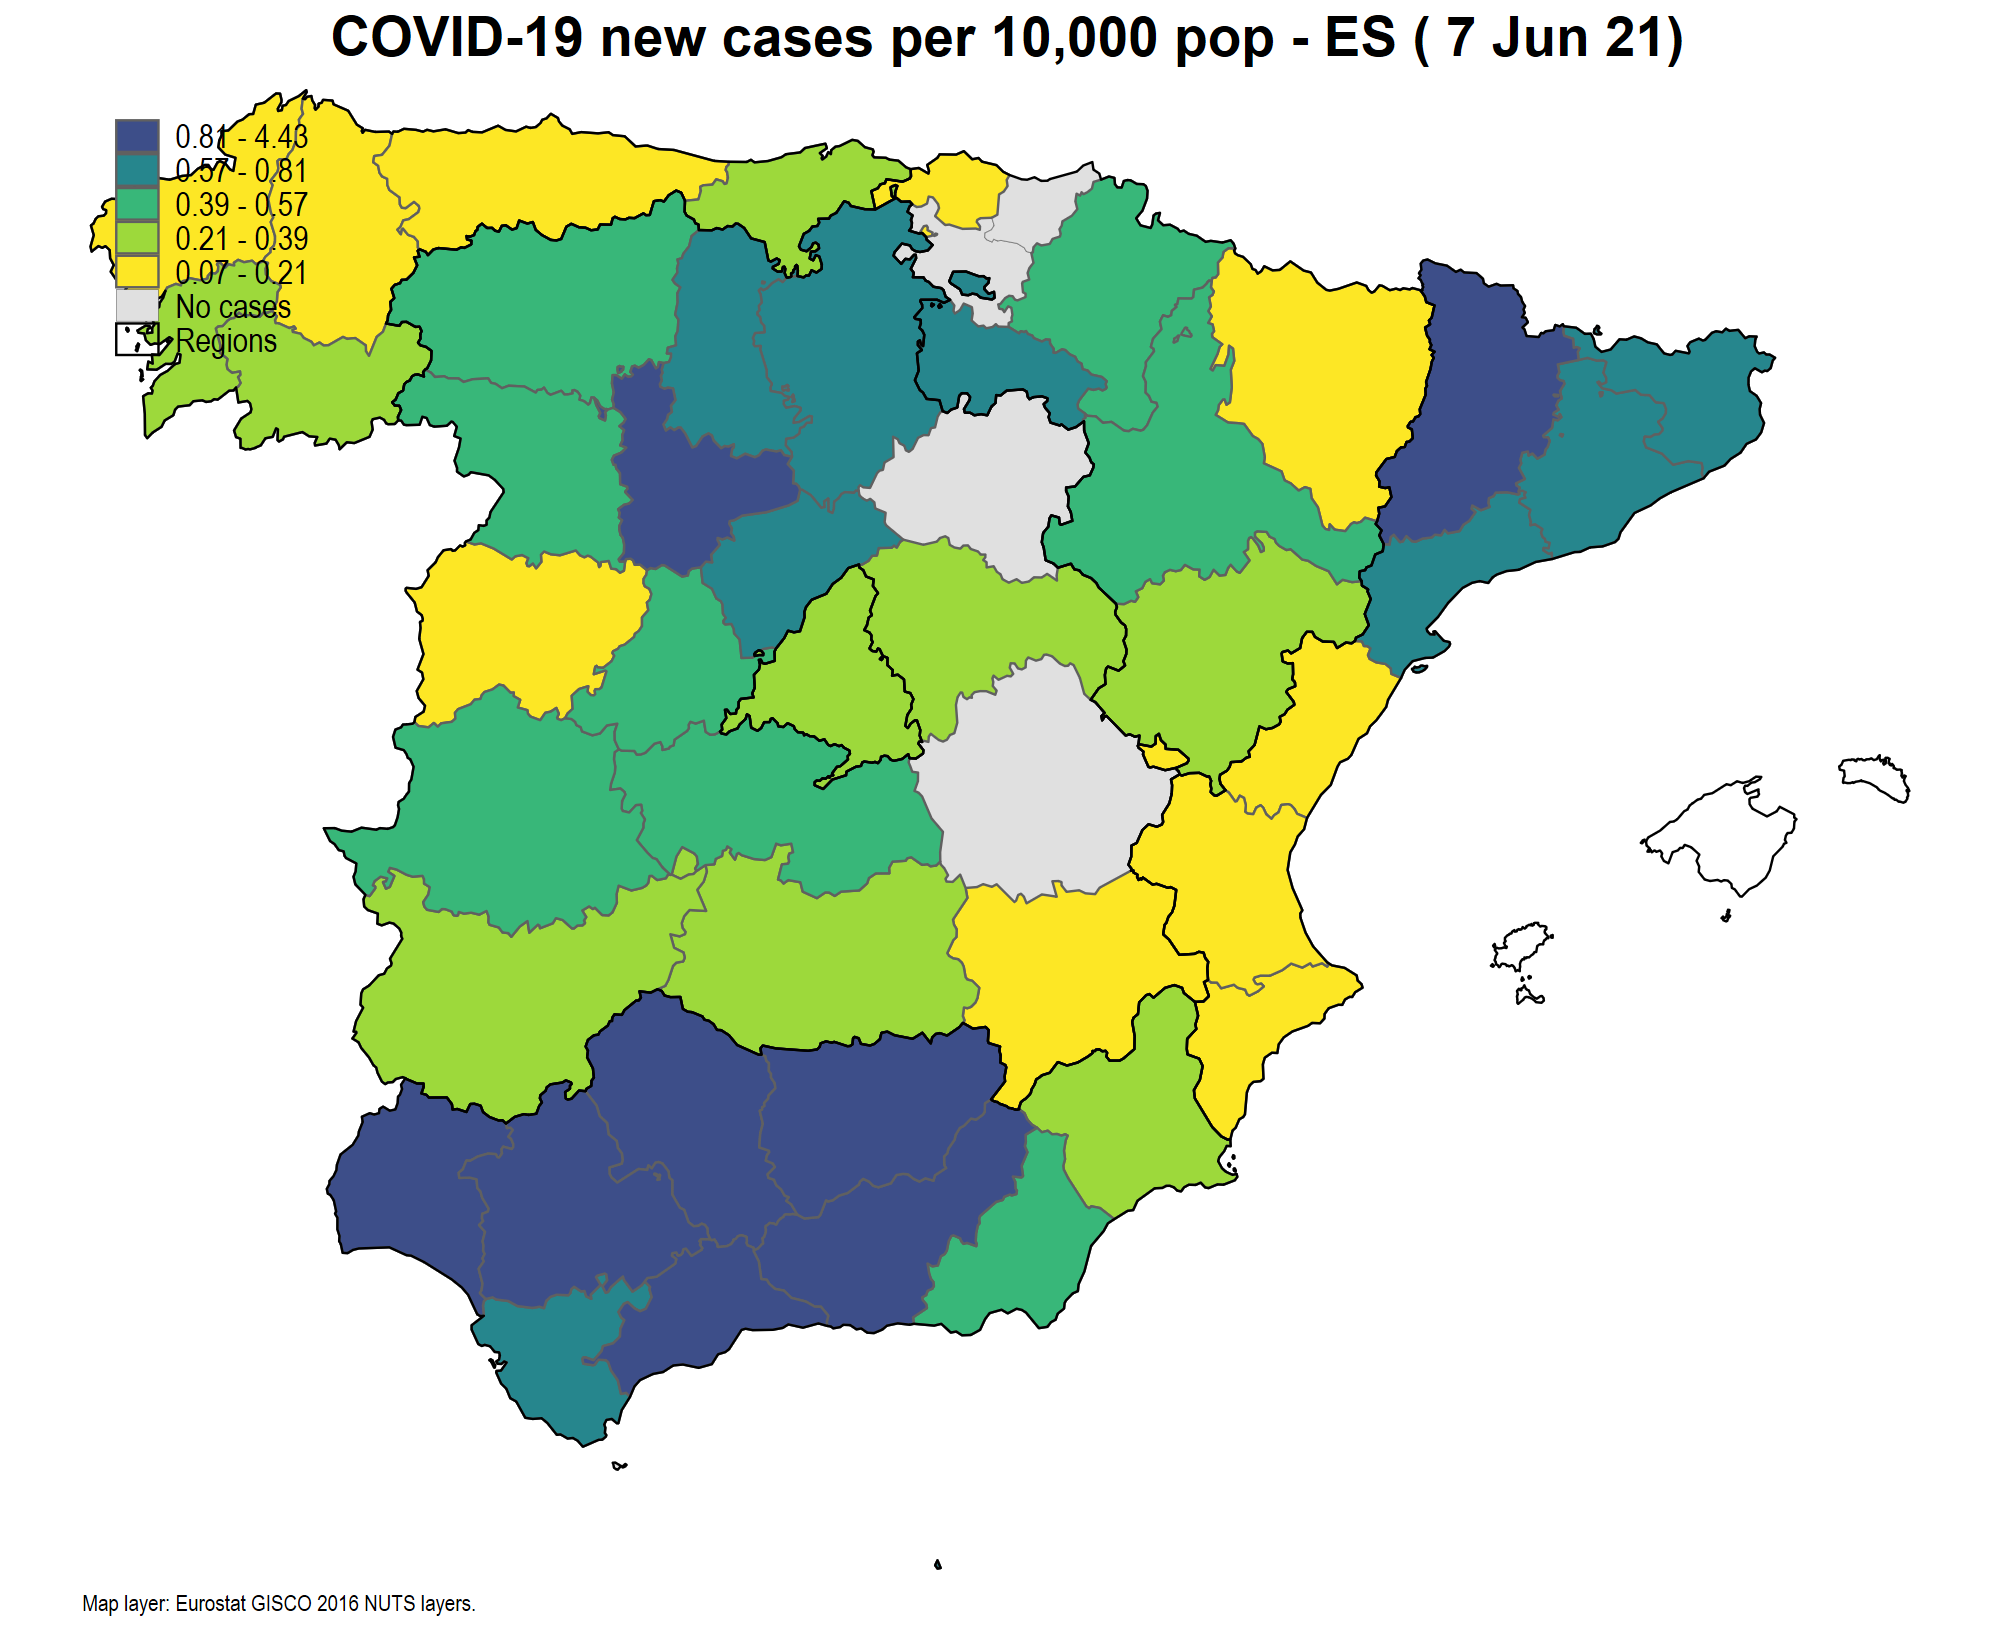 COVID-19 new cases per 10,000 pop - ES ( 7 Jun 21)
0.81 - 4.43
0.57 - 0.81
0.39 - 0.57
0.21 - 0.39
0.07 - 0.21
No cases
Regions
Map layer: Eurostat GISCO 2016 NUTS layers.